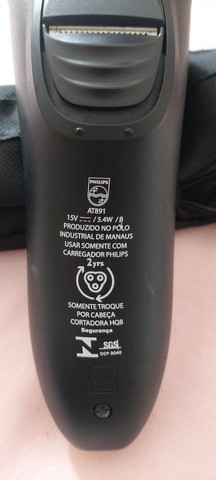 PHILIPS
AT891
15V ⎓ / 5.4W /B
PRODUZIDO NO PÓLO
INDUSTRIAL DE MANAUS
USAR SOMENTE COM
CARREGADOR PHILIPS
2yrs
SOMENTE TROQUE
POR CABEÇA
CORTADORA HQ8
Segurança
SGS
OCP 0040